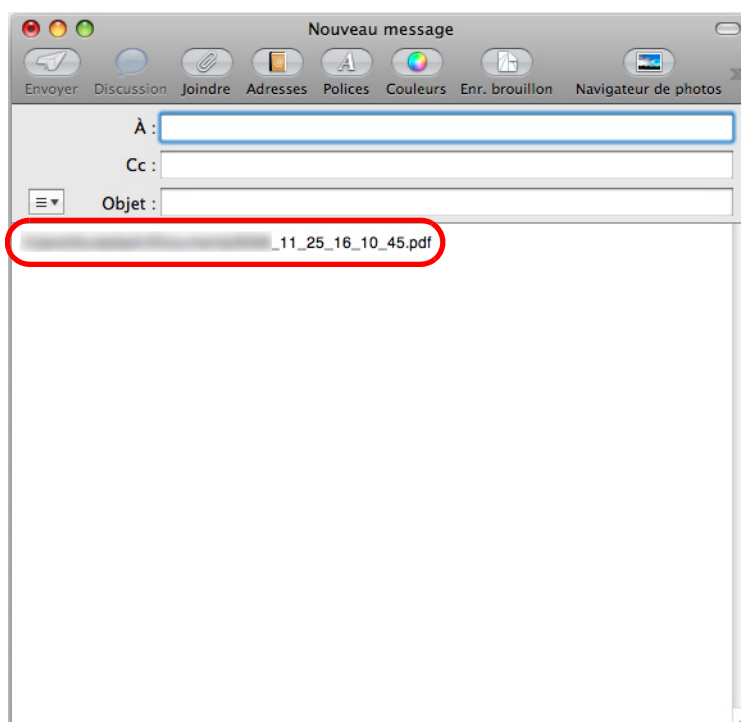 Nouveau message
Envoyer Discussion Joindre Adresses Polices Couleurs Enr. brouillon Navigateur de photos
À :
Cc :
Objet :
_11_25_16_10_45.pdf